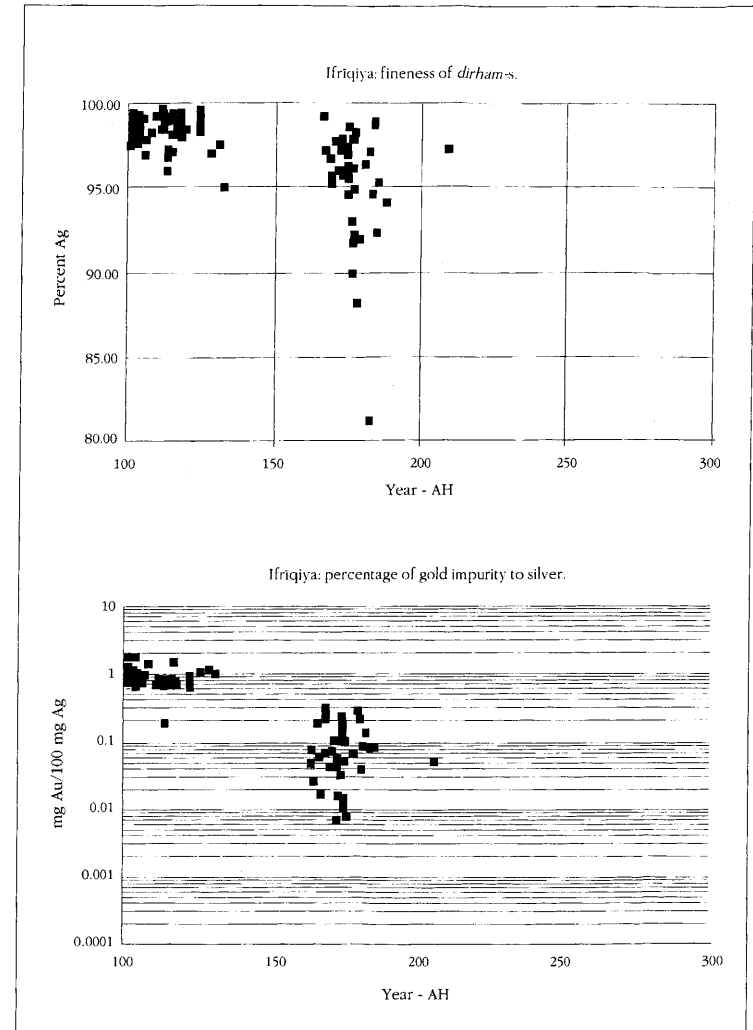 Ifrīqiya: fineness of dirham-s.
100.00
95.00
90.00
85.00
80.00
Percent Ag
100 150 200 250 300
Year - AH
Ifrīqiya: percentage of gold impurity to silver.
10
1
0.1
0.01
0.001
0.0001
mg Au/100 mg Ag
100 150 200 250 300
Year - AH